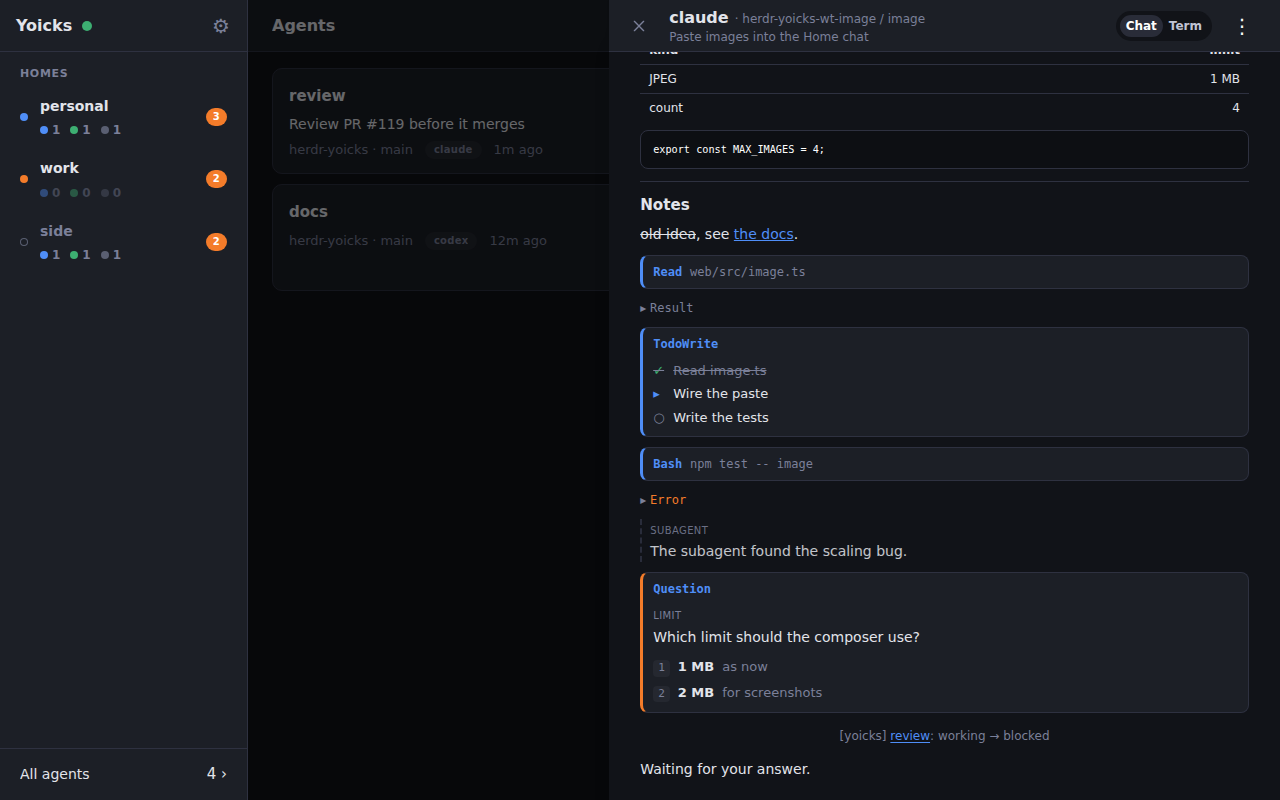 Yoicks
HOMES
personal
3
1 1 1
work
2
0 0 0
side
2
1 1 1
All agents 4 ›
Agents
review
Review PR #119 before it merges
herdr-yoicks · main claude 1m ago
docs
herdr-yoicks · main codex 12m ago
claude · herdr-yoicks-wt-image / image
Paste images into the Home chat
Chat Term
JPEG 1 MB
count 4
export const MAX_IMAGES = 4;
Notes
old idea, see the docs.
Read web/src/image.ts
Result
TodoWrite
Read image.ts
Wire the paste
Write the tests
Bash npm test -- image
Error
SUBAGENT
The subagent found the scaling bug.
Question
LIMIT
Which limit should the composer use?
1 1 MB as now
2 2 MB for screenshots
[yoicks] review: working → blocked
Waiting for your answer.